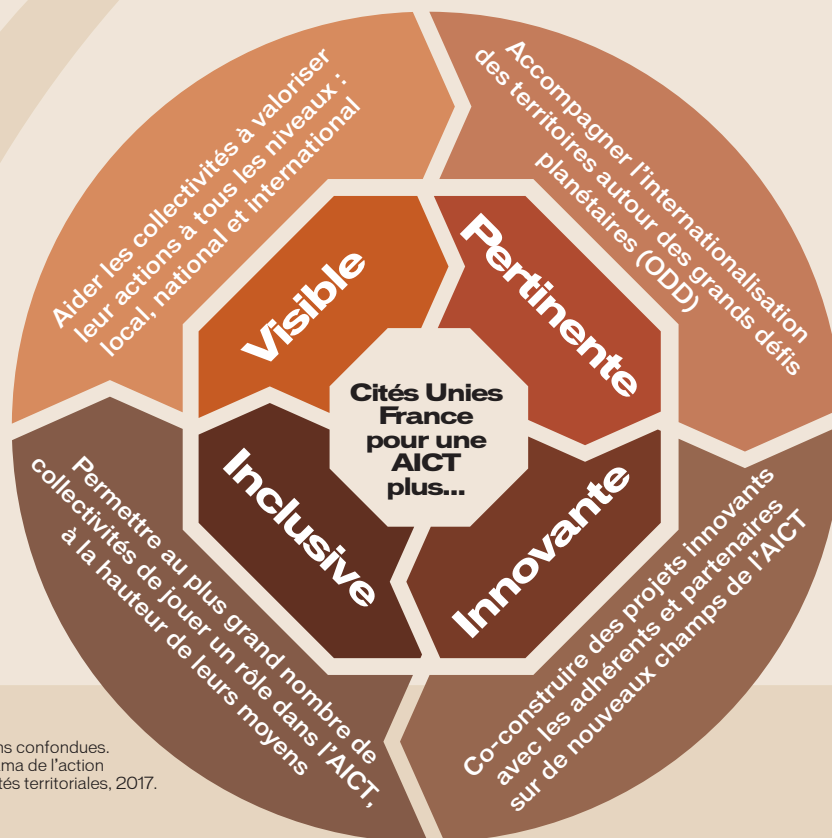 Aider les collectivités à valoriser
leur actions à tous les niveaux :
local, national et international
Accompagner l'internationalisation
des territoires autour des grands défis
planétaires (ODD)
Visible
Pertinente
Cités Unies
France
pour une
AICT
plus...
Inclusive
Innovante
Permettre au plus grand nombre de
collectivités de jouer un rôle dans l'AICT,
à la hauteur de leurs moyens
Co-construire des projets innovants
avec les adhérents et partenaires
sur de nouveaux champs de l'AICT
ns confondues.
ma de l'action
tés territoriales, 2017.